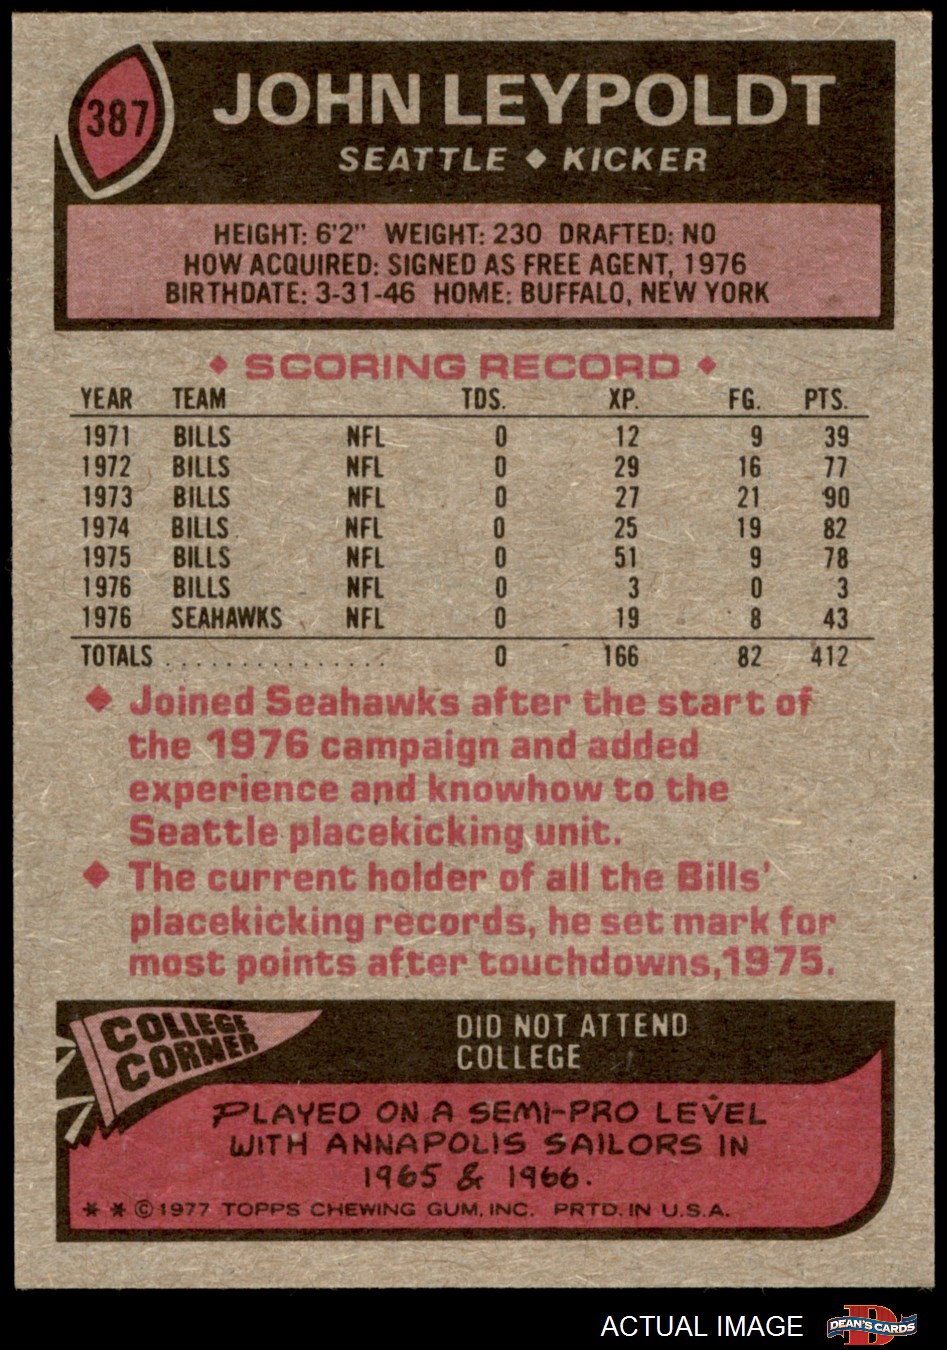 387
JOHN LEYPOLDT
SEATTLE ◆ KICKER
HEIGHT: 6'2" WEIGHT: 230 DRAFTED: NO
HOW ACQUIRED: SIGNED AS FREE AGENT, 1976
BIRTHDATE: 3-31-46 HOME: BUFFALO, NEW YORK
◆ SCORING RECORD ◆
YEAR TEAM TDS. XP. FG. PTS.
1971 BILLS NFL 0 12 9 39
1972 BILLS NFL 0 29 16 77
1973 BILLS NFL 0 27 21 90
1974 BILLS NFL 0 25 19 82
1975 BILLS NFL 0 51 9 78
1976 BILLS NFL 0 3 0 3
1976 SEAHAWKS NFL 0 19 8 43
TOTALS . . . . . . . . . . . . . . . 0 166 82 412
◆ Joined Seahawks after the start of
the 1976 campaign and added
experience and knowhow to the
Seattle placekicking unit.
◆ The current holder of all the Bills'
placekicking records, he set mark for
most points after touchdowns,1975.
COLLEGE
CORNER
DID NOT ATTEND
COLLEGE
PLAYED ON A SEMI-PRO LEVEL
WITH ANNAPOLIS SAILORS IN
1965 & 1966.
* * © 1977 TOPPS CHEWING GUM, INC. PRTD. IN U.S.A.
ACTUAL IMAGE
D
DEAN'S CARDS